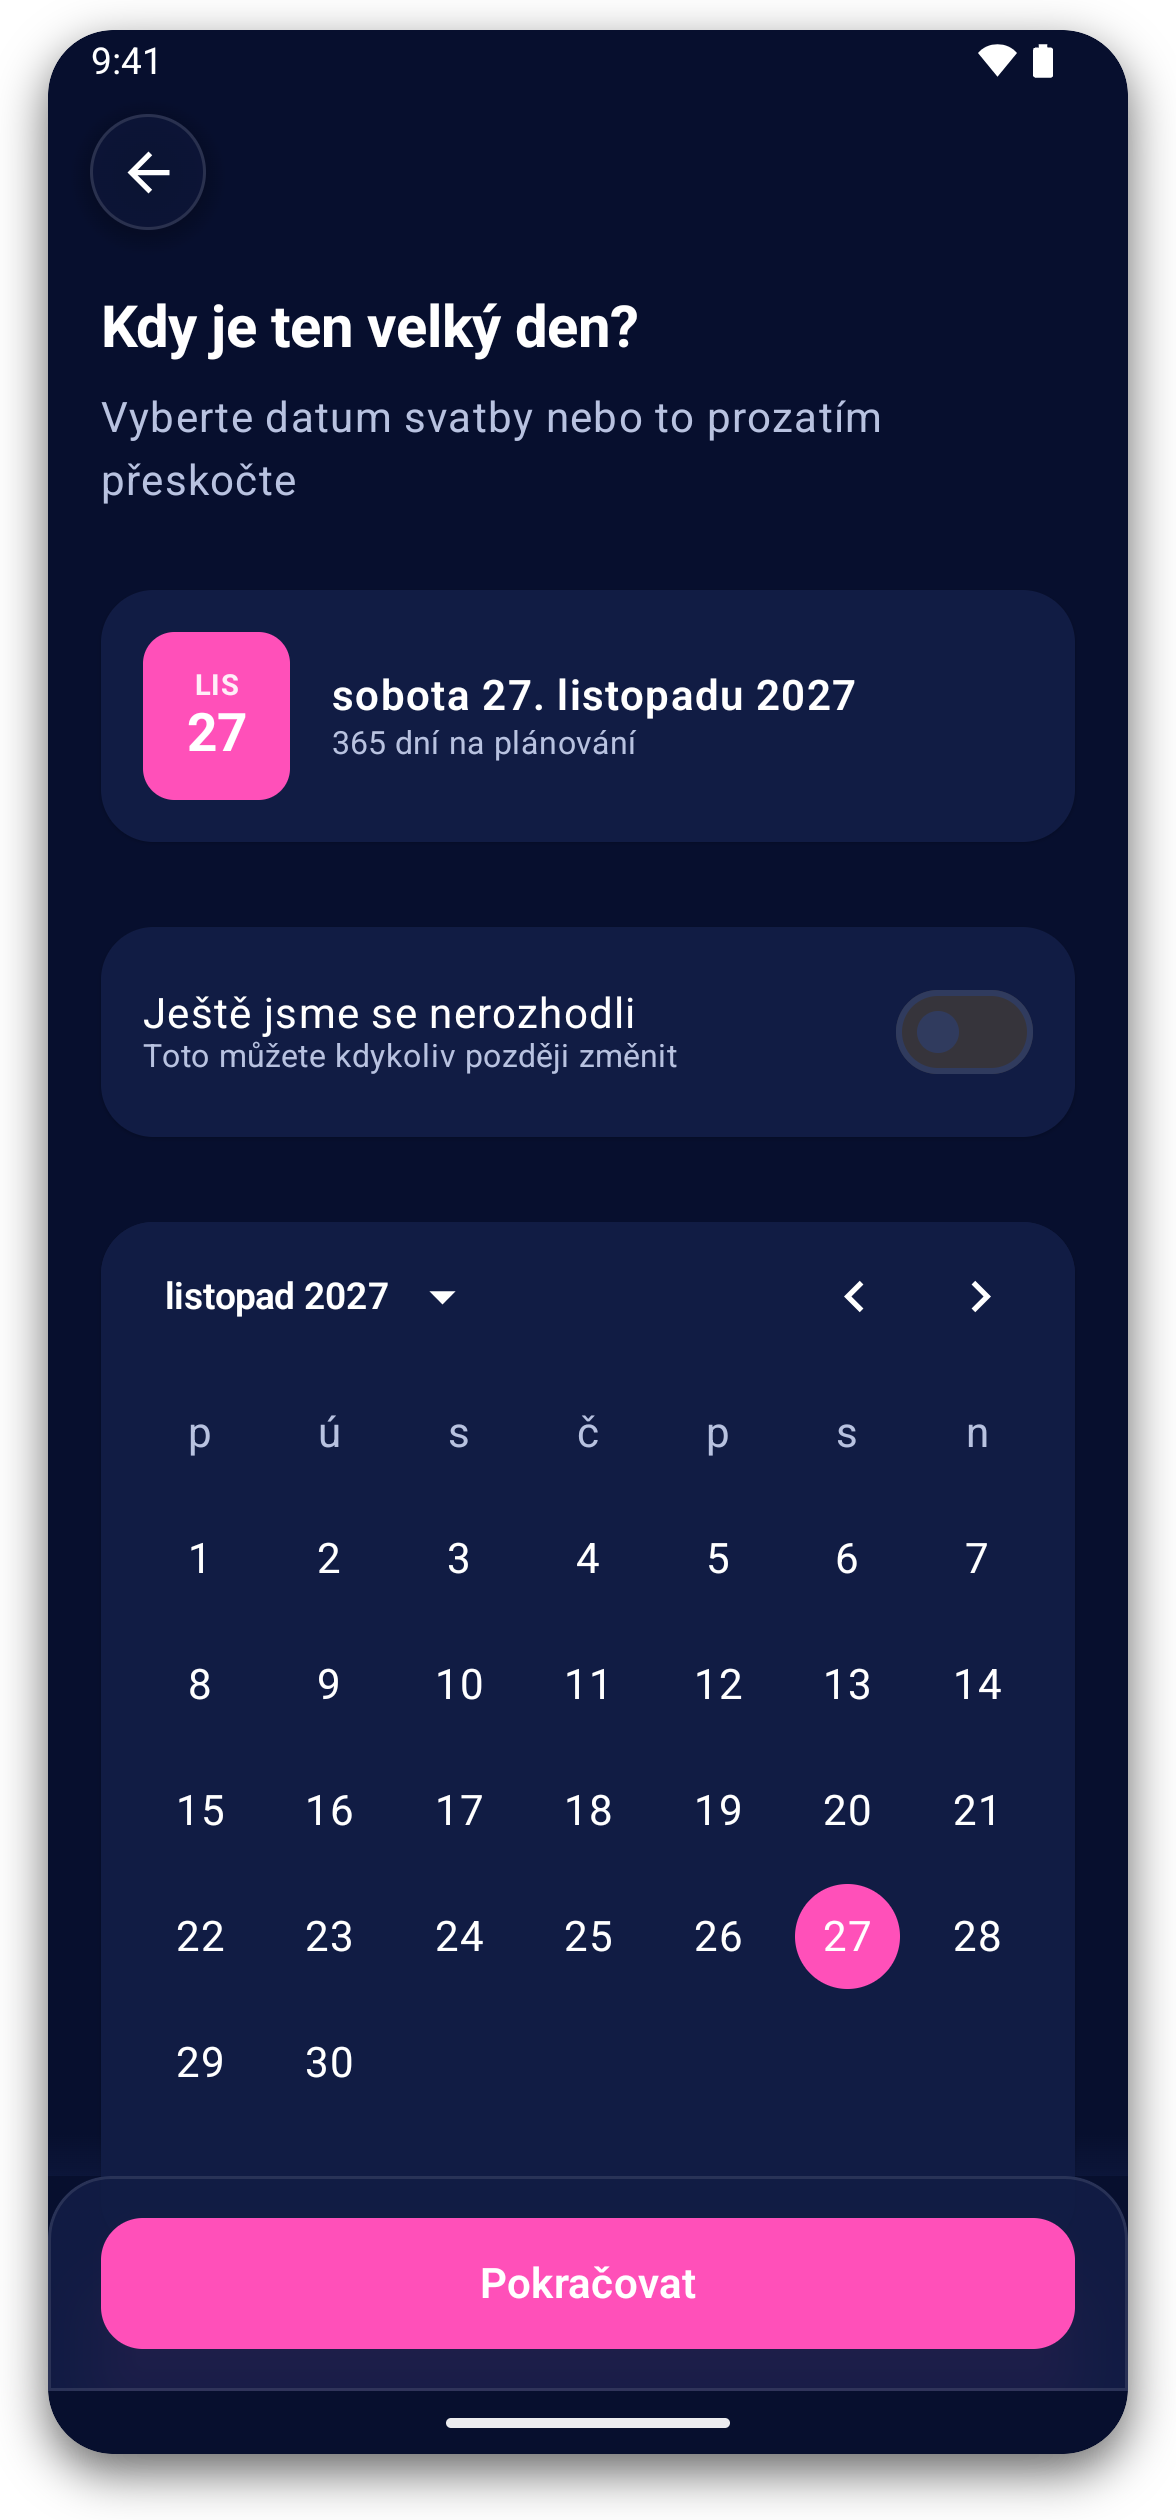 9:41
Kdy je ten velký den?
Vyberte datum svatby nebo to prozatím
přeskočte
LIS
27
sobota 27. listopadu 2027
365 dní na plánování
Ještě jsme se nerozhodli
Toto můžete kdykoliv později změnit
listopad 2027
p ú s č p s n
1 2 3 4 5 6 7
8 9 10 11 12 13 14
15 16 17 18 19 20 21
22 23 24 25 26 27 28
29 30
Pokračovat